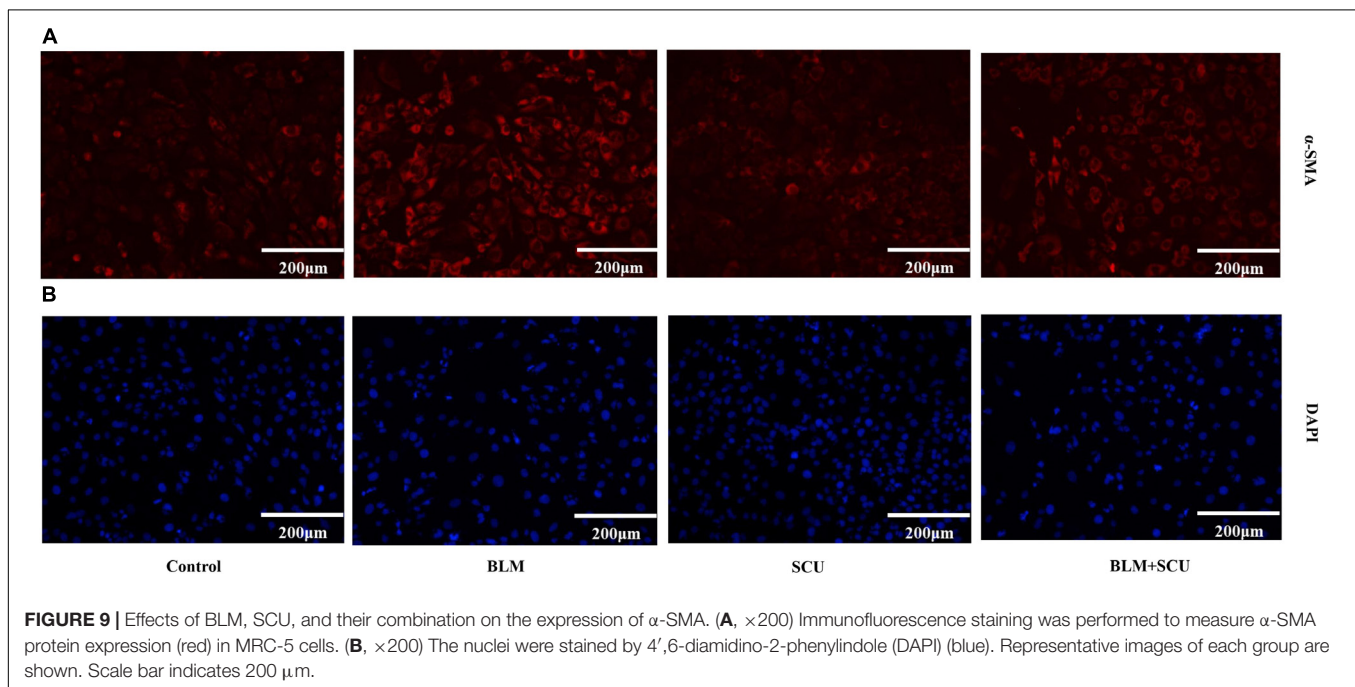 A
α-SMA
200µm 200µm 200µm 200µm
B
DAPI
200µm 200µm 200µm 200µm
Control BLM SCU BLM+SCU
FIGURE 9 | Effects of BLM, SCU, and their combination on the expression of α-SMA. (A, ×200) Immunofluorescence staining was performed to measure α-SMA
protein expression (red) in MRC-5 cells. (B, ×200) The nuclei were stained by 4′,6-diamidino-2-phenylindole (DAPI) (blue). Representative images of each group are
shown. Scale bar indicates 200 µm.